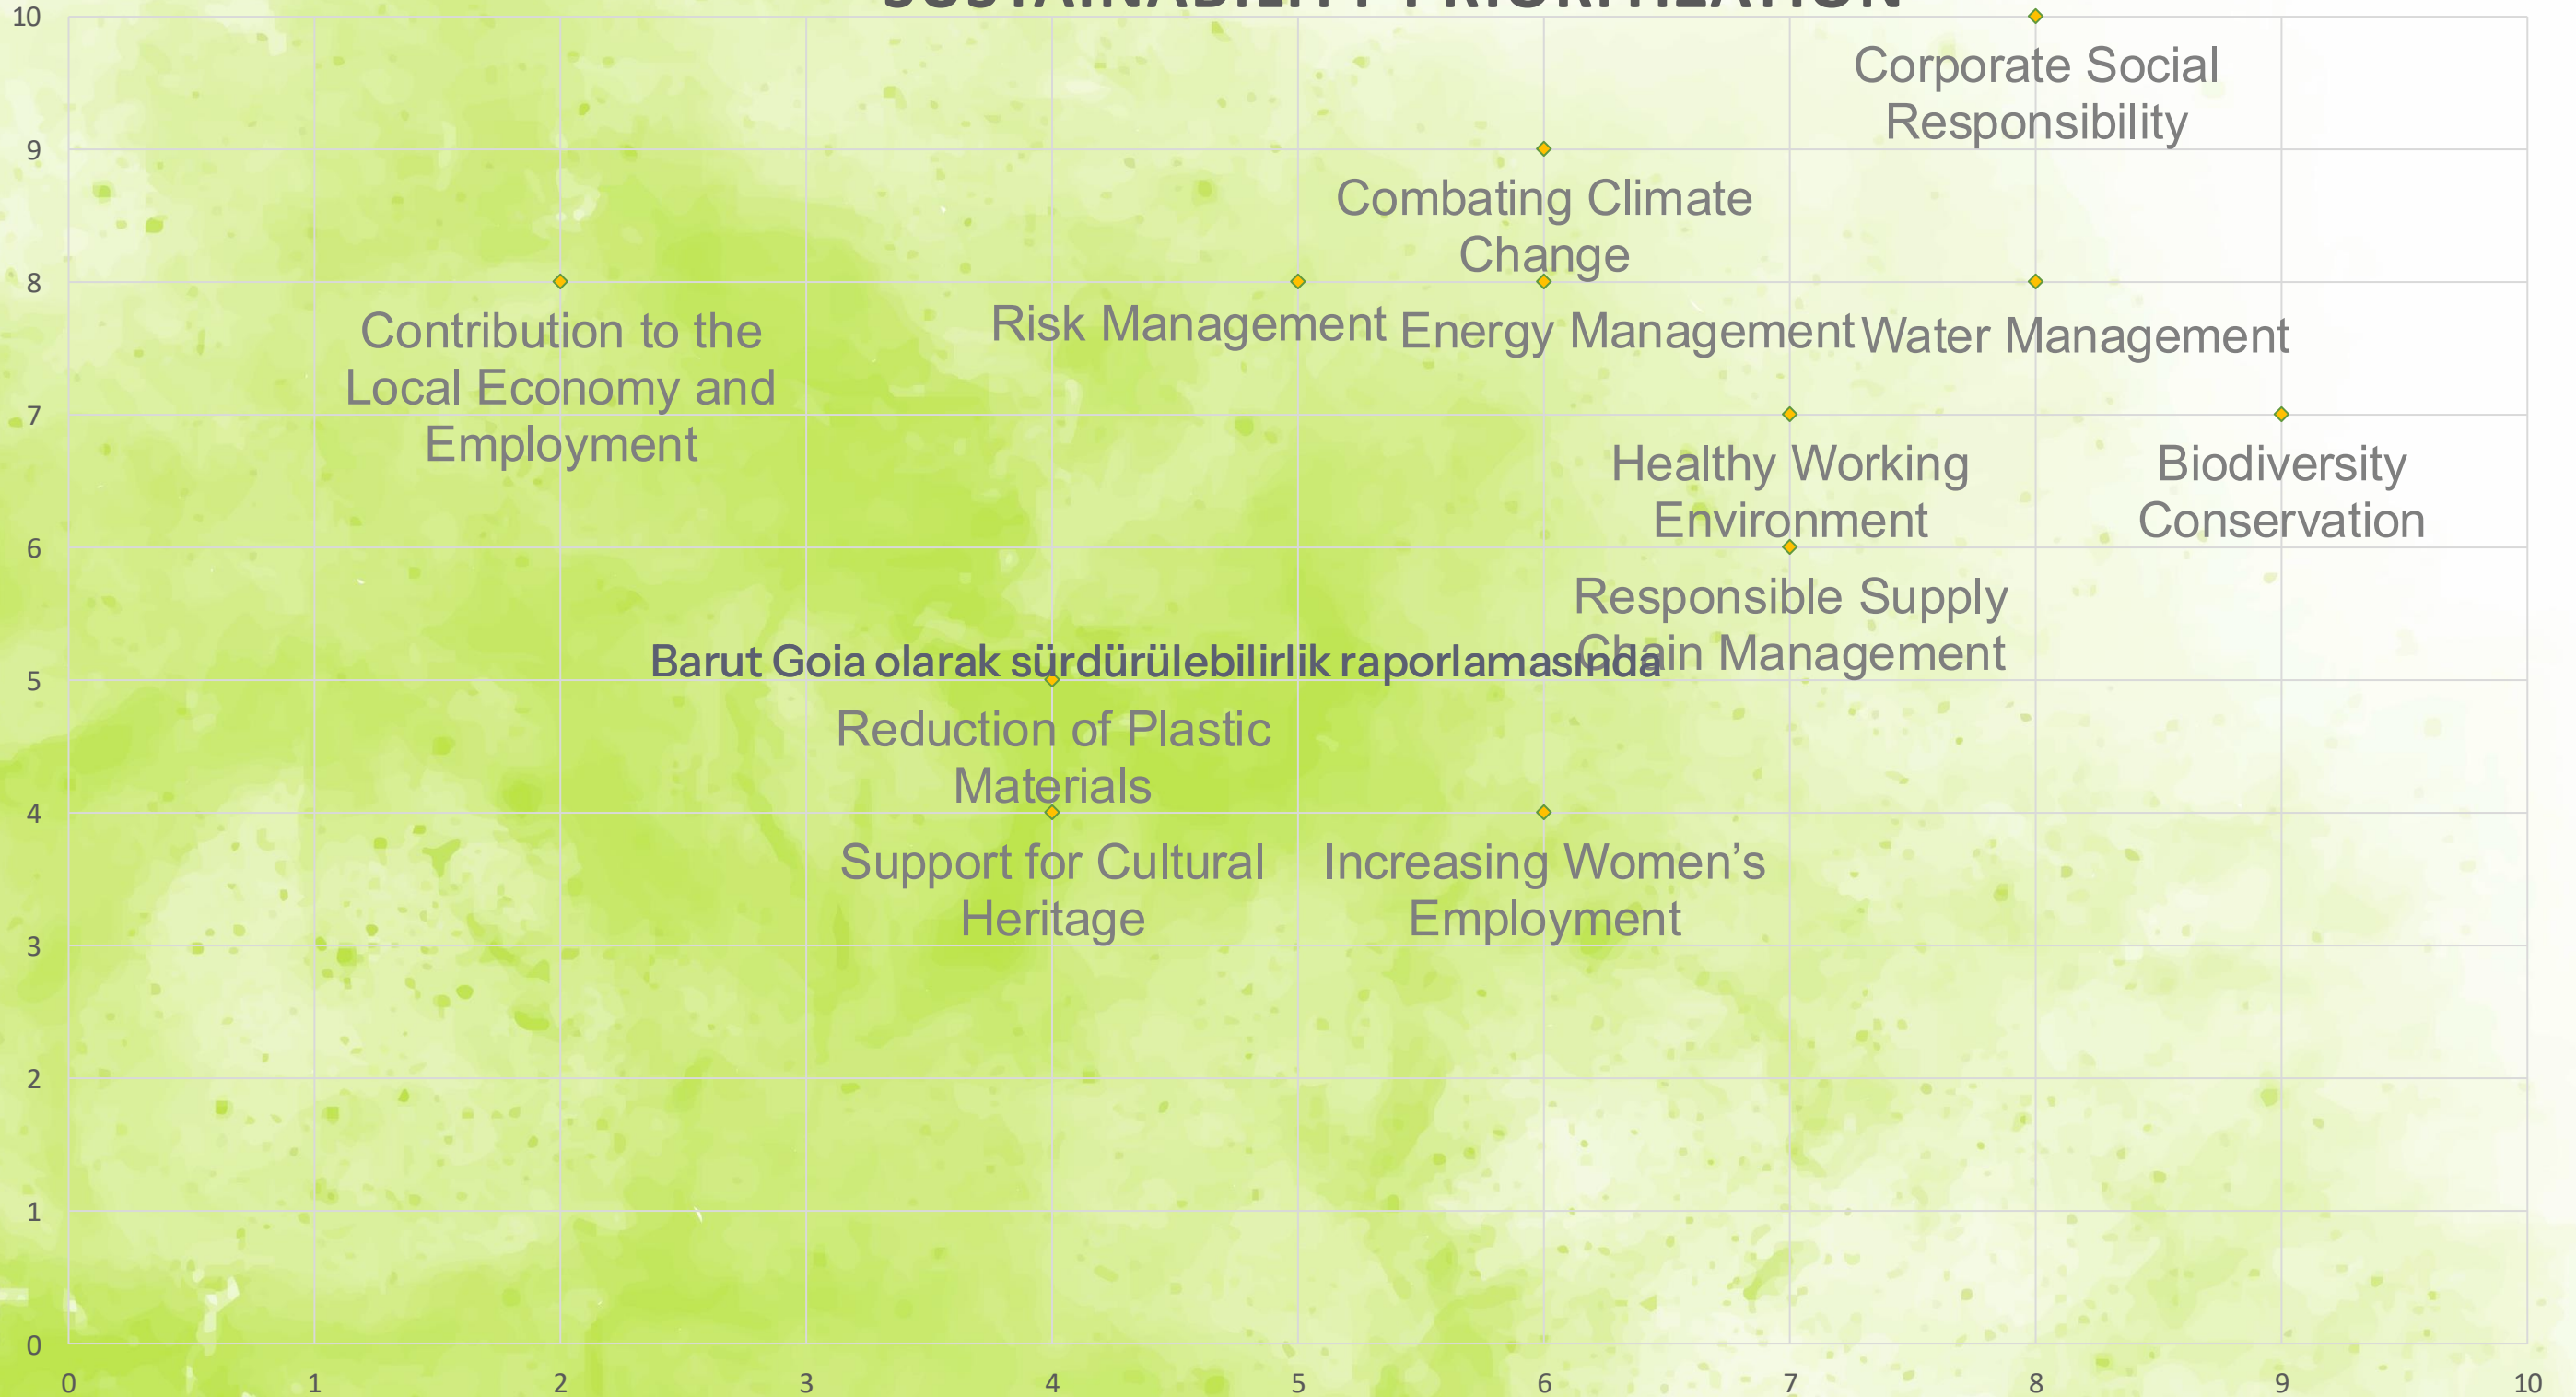 SUSTAINABILITY PRIORITIZATION
10
Corporate Social
Responsibility
9
Combating Climate
Change
8
Contribution to the
Local Economy and
Employment
Risk Management
Energy Management
Water Management
7
Healthy Working
Environment
Biodiversity
Conservation
6
Responsible Supply
Chain Management
Barut Goia olarak sürdürülebilirlik raporlamasında
5
Reduction of Plastic
Materials
4
Support for Cultural
Heritage
Increasing Women’s
Employment
3
2
1
0
0 1 2 3 4 5 6 7 8 9 10